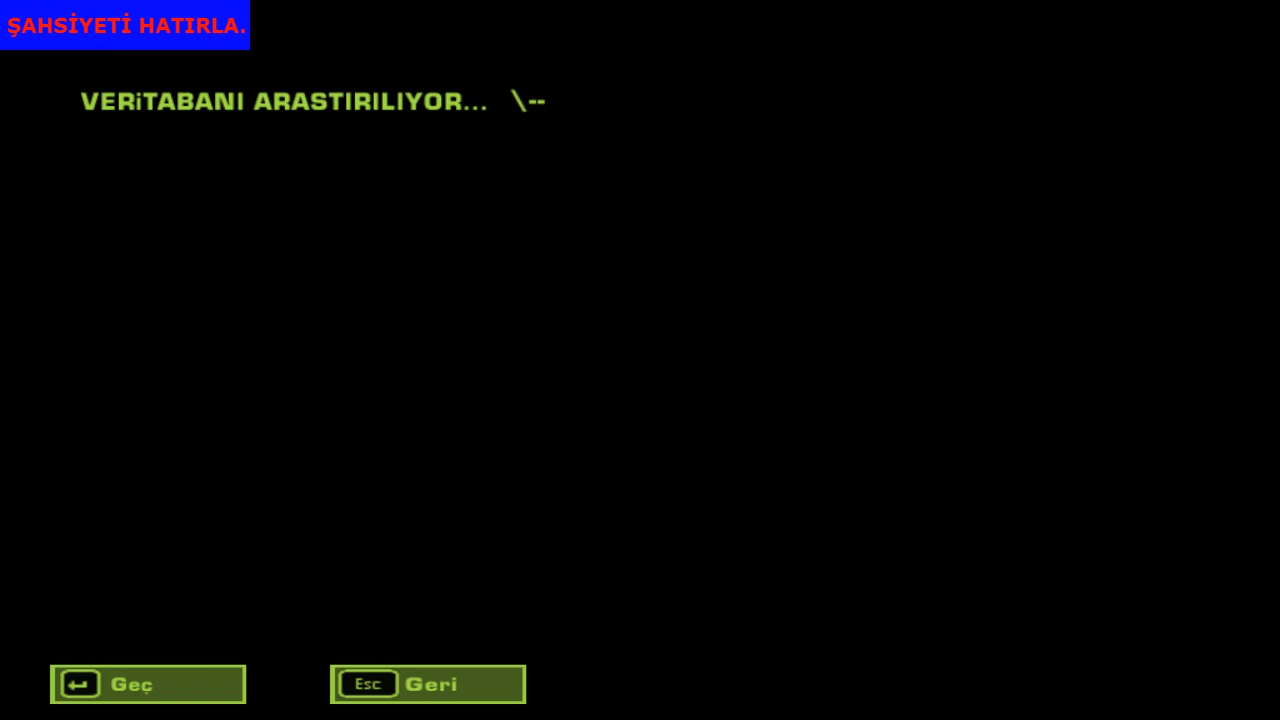 ŞAHSİYETİ HATIRLA.
VERiTABANI ARASTIRILIYOR... \--
Geç
Esc Geri